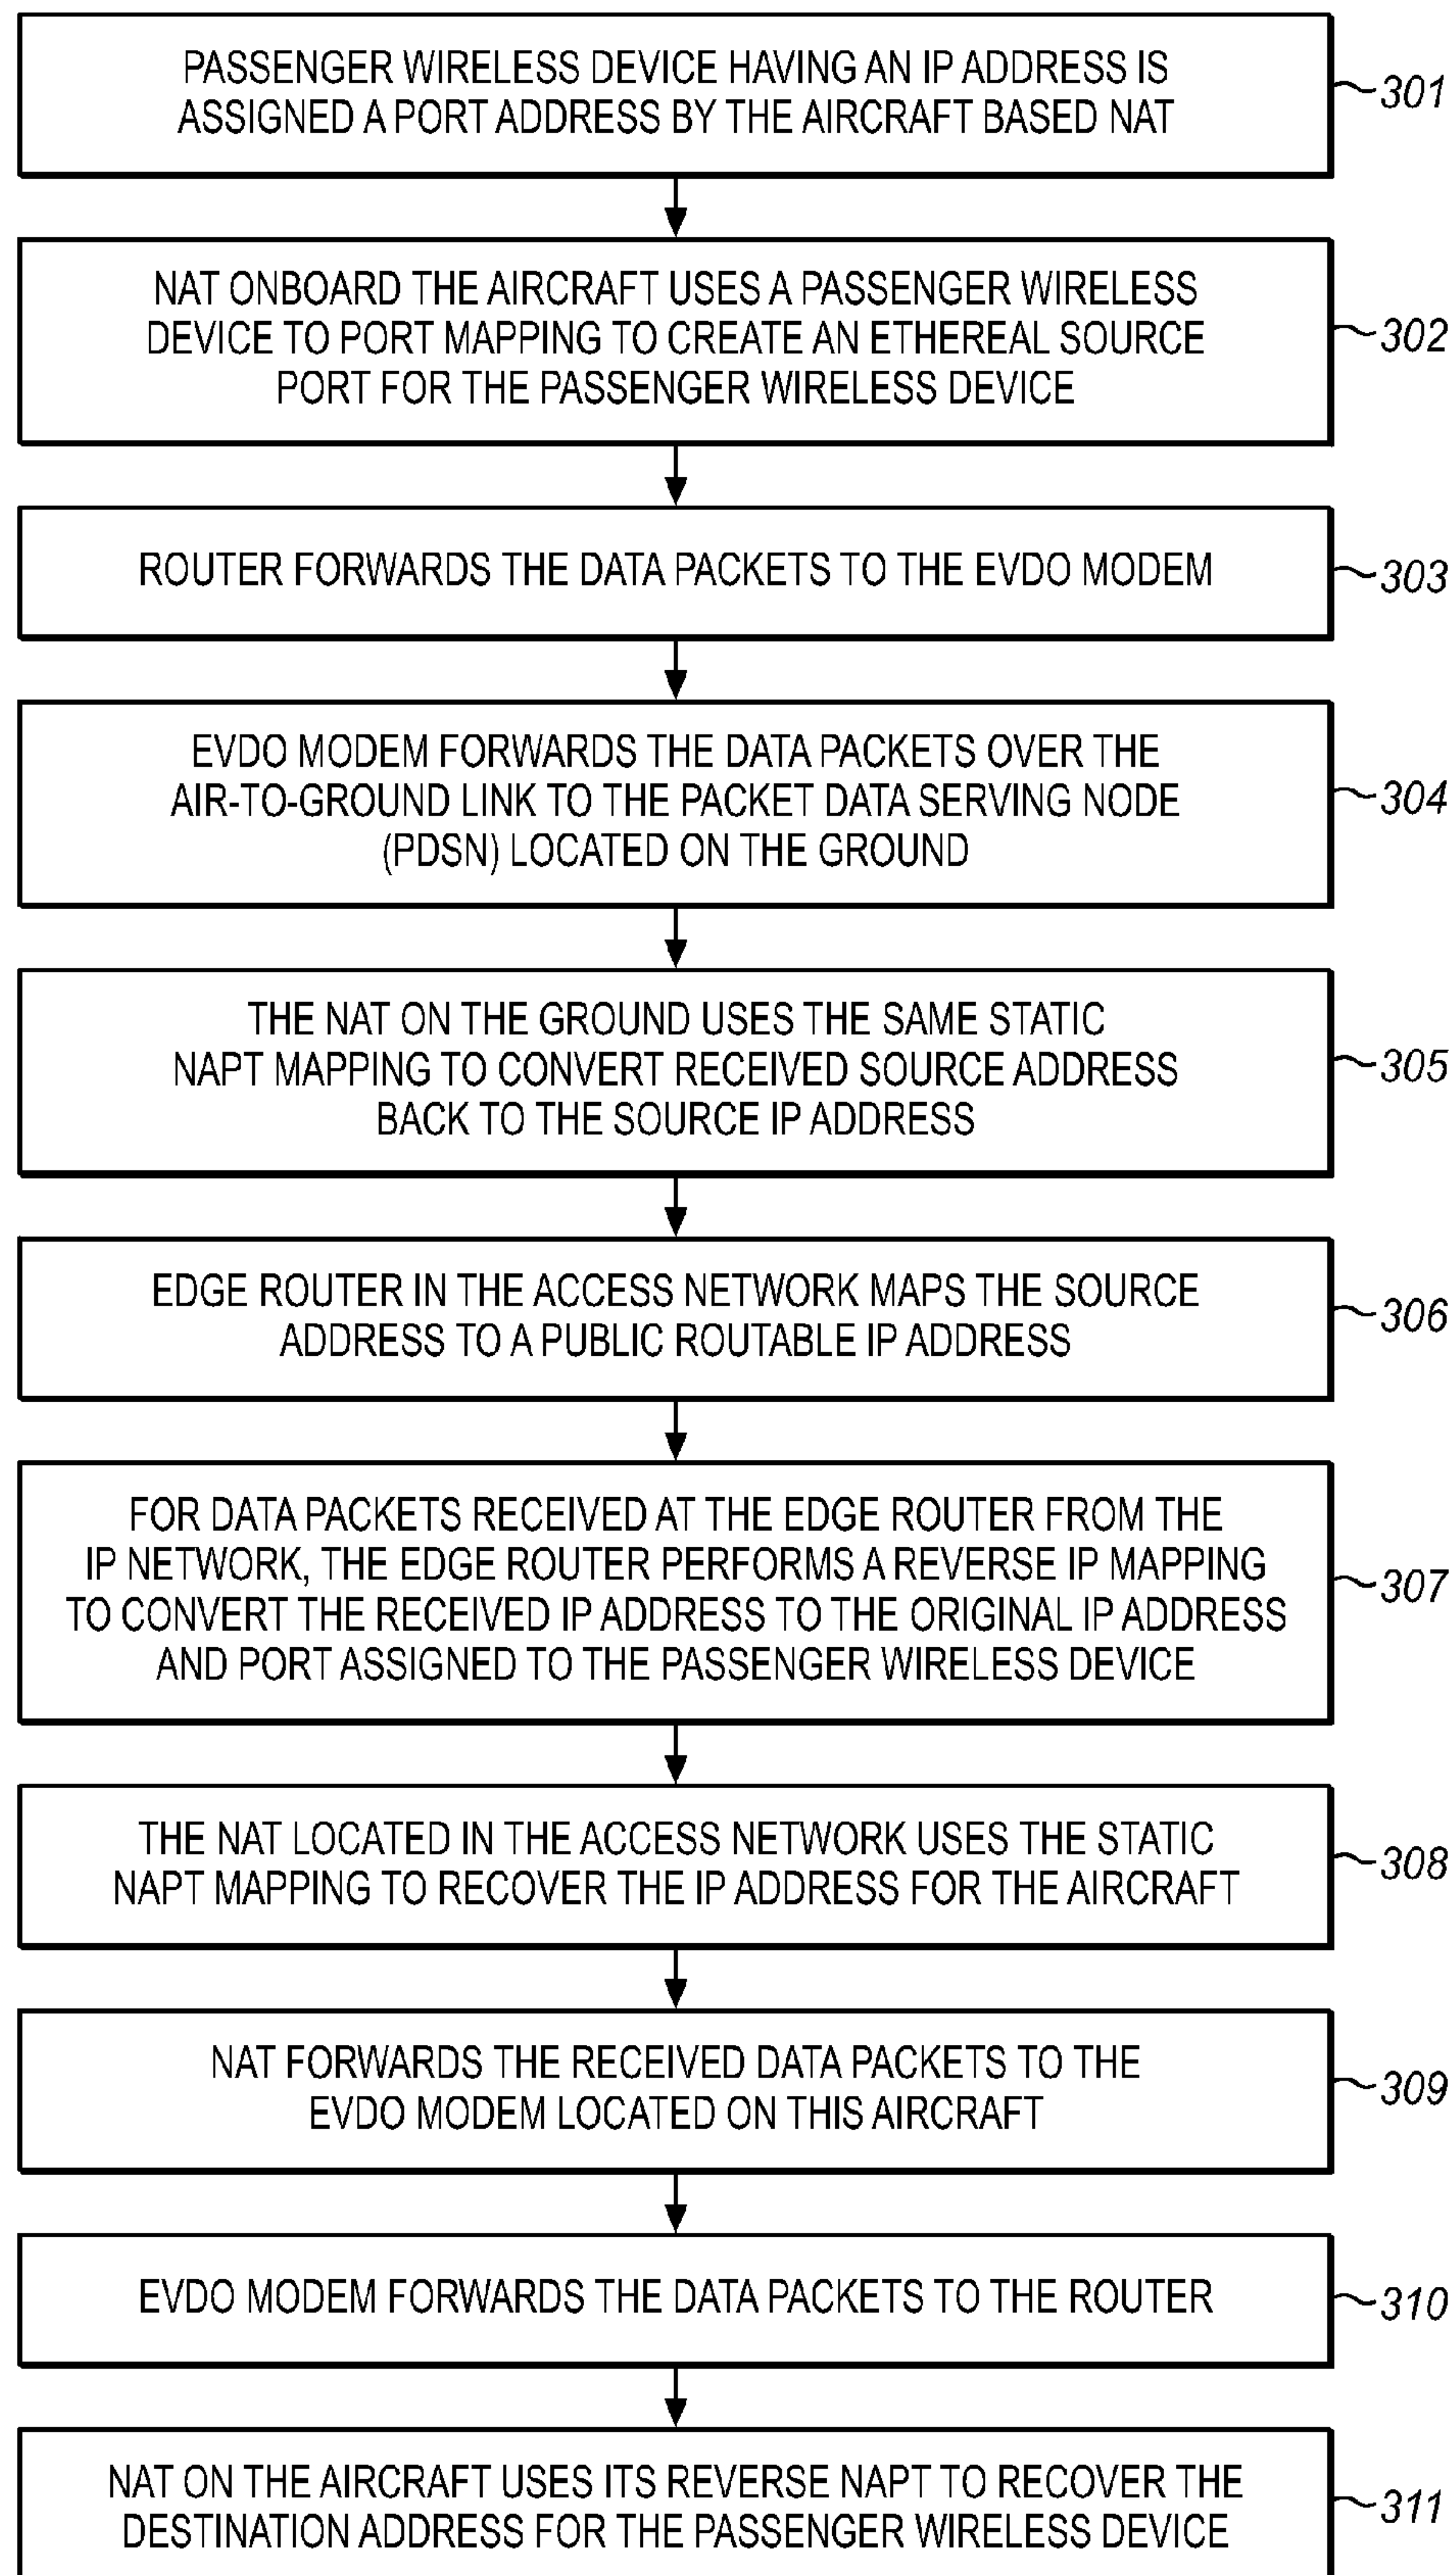 PASSENGER WIRELESS DEVICE HAVING AN IP ADDRESS IS
ASSIGNED A PORT ADDRESS BY THE AIRCRAFT BASED NAT
301
NAT ONBOARD THE AIRCRAFT USES A PASSENGER WIRELESS
DEVICE TO PORT MAPPING TO CREATE AN ETHEREAL SOURCE
PORT FOR THE PASSENGER WIRELESS DEVICE
302
ROUTER FORWARDS THE DATA PACKETS TO THE EVDO MODEM
303
EVDO MODEM FORWARDS THE DATA PACKETS OVER THE
AIR-TO-GROUND LINK TO THE PACKET DATA SERVING NODE
(PDSN) LOCATED ON THE GROUND
304
THE NAT ON THE GROUND USES THE SAME STATIC
NAPT MAPPING TO CONVERT RECEIVED SOURCE ADDRESS
BACK TO THE SOURCE IP ADDRESS
305
EDGE ROUTER IN THE ACCESS NETWORK MAPS THE SOURCE
ADDRESS TO A PUBLIC ROUTABLE IP ADDRESS
306
FOR DATA PACKETS RECEIVED AT THE EDGE ROUTER FROM THE
IP NETWORK, THE EDGE ROUTER PERFORMS A REVERSE IP MAPPING
TO CONVERT THE RECEIVED IP ADDRESS TO THE ORIGINAL IP ADDRESS
AND PORT ASSIGNED TO THE PASSENGER WIRELESS DEVICE
307
THE NAT LOCATED IN THE ACCESS NETWORK USES THE STATIC
NAPT MAPPING TO RECOVER THE IP ADDRESS FOR THE AIRCRAFT
308
NAT FORWARDS THE RECEIVED DATA PACKETS TO THE
EVDO MODEM LOCATED ON THIS AIRCRAFT
309
EVDO MODEM FORWARDS THE DATA PACKETS TO THE ROUTER
310
NAT ON THE AIRCRAFT USES ITS REVERSE NAPT TO RECOVER THE
DESTINATION ADDRESS FOR THE PASSENGER WIRELESS DEVICE
311